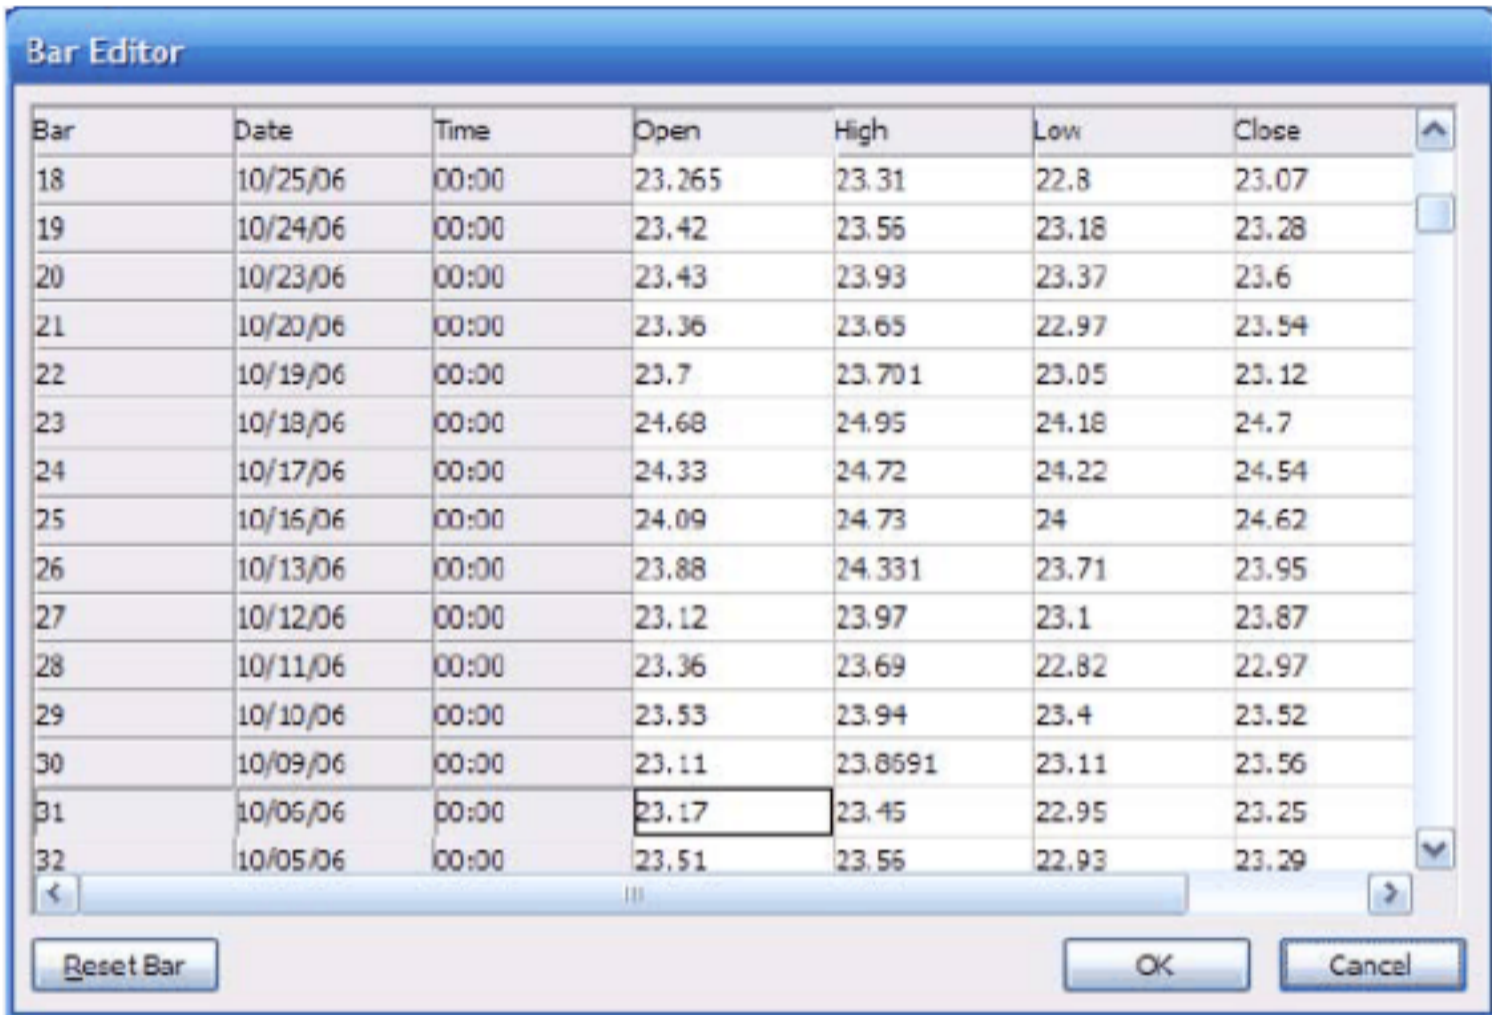 Bar Editor
Bar Date Time Open High Low Close
18 10/25/06 00:00 23.265 23.31 22.8 23.07
19 10/24/06 00:00 23.42 23.56 23.18 23.28
20 10/23/06 00:00 23.43 23.93 23.37 23.6
21 10/20/06 00:00 23.36 23.65 22.97 23.54
22 10/19/06 00:00 23.7 23.701 23.05 23.12
23 10/18/06 00:00 24.68 24.95 24.18 24.7
24 10/17/06 00:00 24.33 24.72 24.22 24.54
25 10/16/06 00:00 24.09 24.73 24 24.62
26 10/13/06 00:00 23.88 24.331 23.71 23.95
27 10/12/06 00:00 23.12 23.97 23.1 23.87
28 10/11/06 00:00 23.36 23.69 22.82 22.97
29 10/10/06 00:00 23.53 23.94 23.4 23.52
30 10/09/06 00:00 23.11 23.8691 23.11 23.56
31 10/06/06 00:00 23.17 23.45 22.95 23.25
32 10/05/06 00:00 23.51 23.56 22.93 23.29
Reset Bar OK Cancel